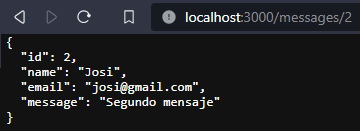 localhost:3000/messages/2
{
  "id": 2,
  "name": "Josi",
  "email": "josi@gmail.com",
  "message": "Segundo mensaje"
}